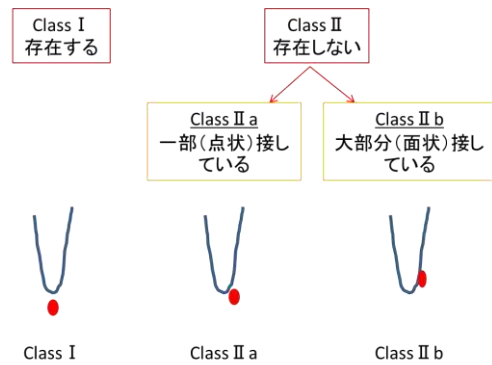 Class Ⅰ
存在する
Class Ⅱ
存在しない
Class Ⅱ a
一部（点状）接し
ている
Class Ⅱ b
大部分（面状）接し
ている
Class Ⅰ
Class Ⅱ a
Class Ⅱ b